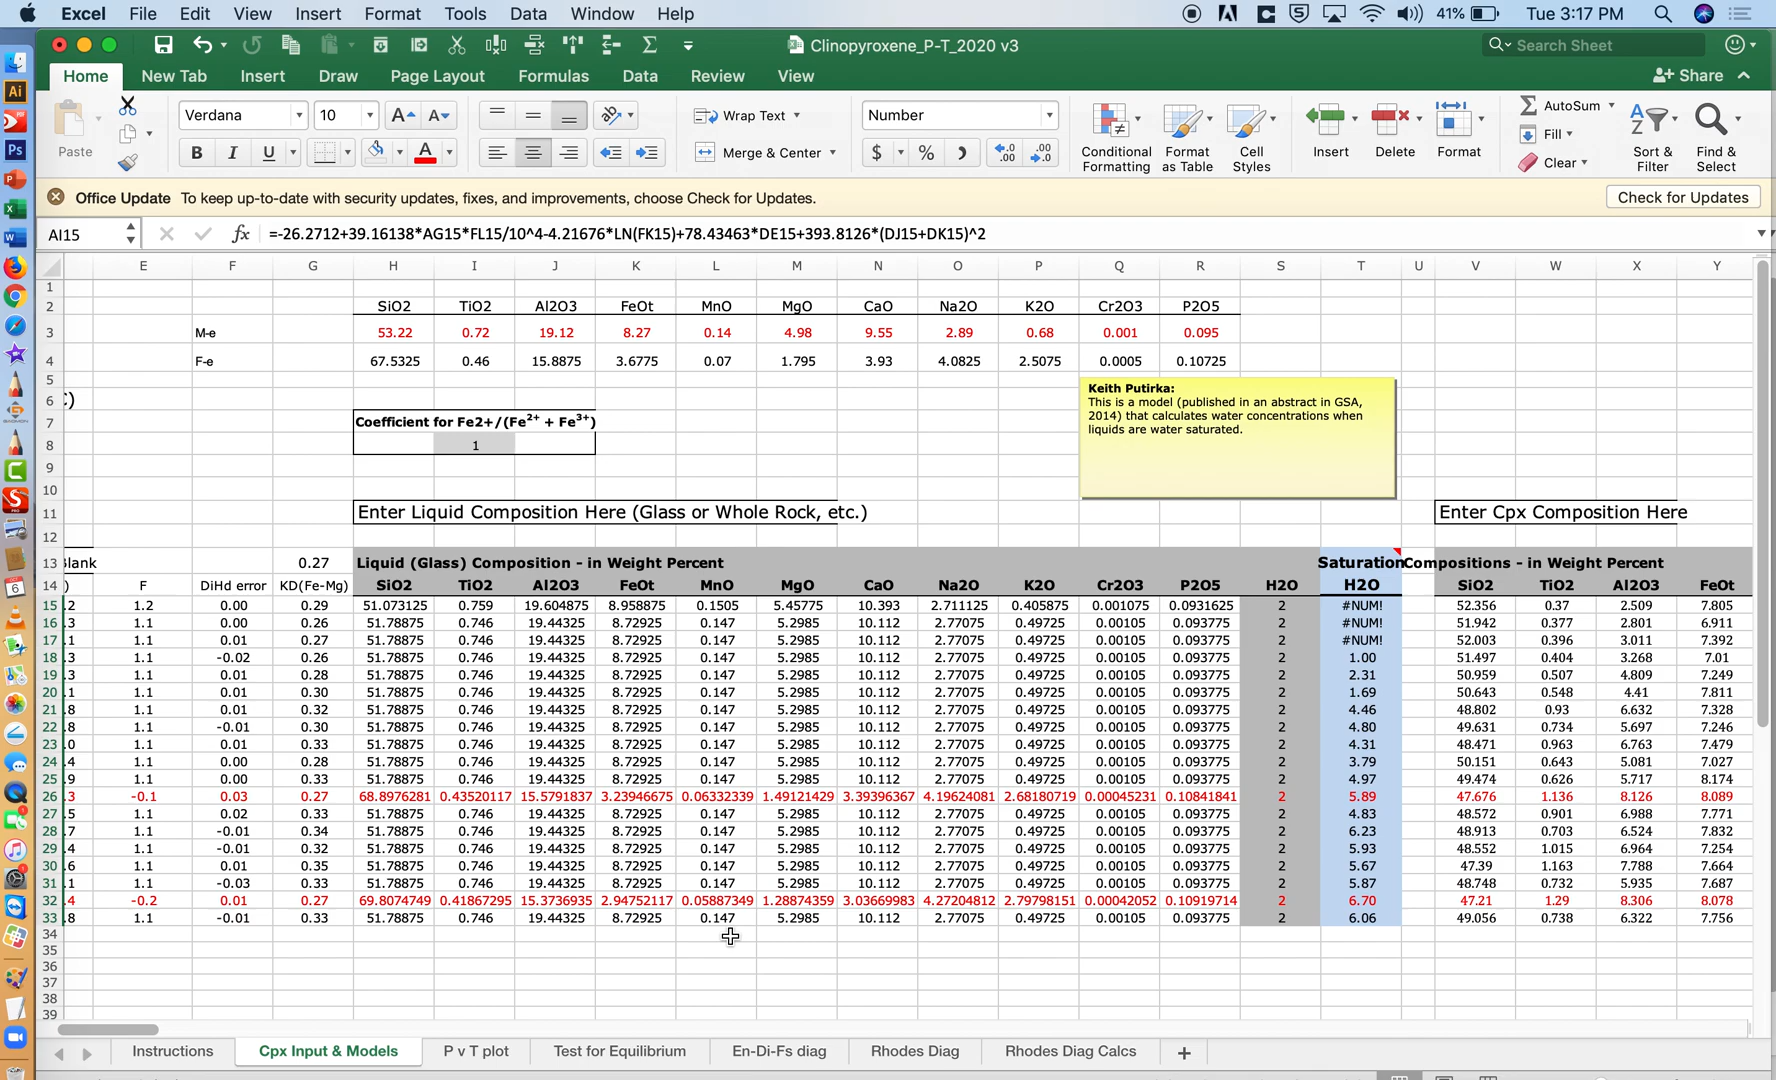 Excel File Edit View Insert Format Tools Data Window Help 41% Tue 3:17 PM
Clinopyroxene_P-T_2020 v3 Search Sheet
Home New Tab Insert Draw Page Layout Formulas Data Review View Share
Paste Verdana 10 Wrap Text Number AutoSum
Merge & Center Fill
Conditional Formatting Format as Table Cell Styles Insert Delete Format Clear Sort & Filter Find & Select
Office Update To keep up-to-date with security updates, fixes, and improvements, choose Check for Updates. Check for Updates
AI15 fx =-26.2712+39.16138*AG15*FL15/10^4-4.21676*LN(FK15)+78.43463*DE15+393.8126*(DJ15+DK15)^2
E F G H I J K L M N O P Q R S T U V W X Y
1
2 SiO2 TiO2 Al2O3 FeOt MnO MgO CaO Na2O K2O Cr2O3 P2O5
3 M-e 53.22 0.72 19.12 8.27 0.14 4.98 9.55 2.89 0.68 0.001 0.095
4 F-e 67.5325 0.46 15.8875 3.6775 0.07 1.795 3.93 4.0825 2.5075 0.0005 0.10725
5
Keith Putirka:
This is a model (published in an abstract in GSA,
2014) that calculates water concentrations when
liquids are water saturated.
6 :)
7 Coefficient for Fe2+/(Fe2+ + Fe3+)
8 1
9
10
11 Enter Liquid Composition Here (Glass or Whole Rock, etc.) Enter Cpx Composition Here
12
13 Blank 0.27 Liquid (Glass) Composition - in Weight Percent Saturation Compositions - in Weight Percent
14 ) F DiHd error KD(Fe-Mg) SiO2 TiO2 Al2O3 FeOt MnO MgO CaO Na2O K2O Cr2O3 P2O5 H2O H2O SiO2 TiO2 Al2O3 FeOt
15 .2 1.2 0.00 0.29 51.073125 0.759 19.604875 8.958875 0.1505 5.45775 10.393 2.711125 0.405875 0.001075 0.0931625 2 #NUM! 52.356 0.37 2.509 7.805
16 .3 1.1 0.00 0.26 51.78875 0.746 19.44325 8.72925 0.147 5.2985 10.112 2.77075 0.49725 0.00105 0.093775 2 #NUM! 51.942 0.377 2.801 6.911
17 .1 1.1 0.01 0.27 51.78875 0.746 19.44325 8.72925 0.147 5.2985 10.112 2.77075 0.49725 0.00105 0.093775 2 #NUM! 52.003 0.396 3.011 7.392
18 .3 1.1 -0.02 0.26 51.78875 0.746 19.44325 8.72925 0.147 5.2985 10.112 2.77075 0.49725 0.00105 0.093775 2 1.00 51.497 0.404 3.268 7.01
19 .3 1.1 0.01 0.28 51.78875 0.746 19.44325 8.72925 0.147 5.2985 10.112 2.77075 0.49725 0.00105 0.093775 2 2.31 50.959 0.507 4.809 7.249
20 .1 1.1 0.01 0.30 51.78875 0.746 19.44325 8.72925 0.147 5.2985 10.112 2.77075 0.49725 0.00105 0.093775 2 1.69 50.643 0.548 4.41 7.811
21 .8 1.1 0.01 0.32 51.78875 0.746 19.44325 8.72925 0.147 5.2985 10.112 2.77075 0.49725 0.00105 0.093775 2 4.46 48.802 0.93 6.632 7.328
22 .8 1.1 -0.01 0.30 51.78875 0.746 19.44325 8.72925 0.147 5.2985 10.112 2.77075 0.49725 0.00105 0.093775 2 4.80 49.631 0.734 5.697 7.246
23 .0 1.1 0.01 0.33 51.78875 0.746 19.44325 8.72925 0.147 5.2985 10.112 2.77075 0.49725 0.00105 0.093775 2 4.31 48.471 0.963 6.763 7.479
24 .4 1.1 0.00 0.28 51.78875 0.746 19.44325 8.72925 0.147 5.2985 10.112 2.77075 0.49725 0.00105 0.093775 2 3.79 50.151 0.643 5.081 7.027
25 .9 1.1 0.00 0.33 51.78875 0.746 19.44325 8.72925 0.147 5.2985 10.112 2.77075 0.49725 0.00105 0.093775 2 4.97 49.474 0.626 5.717 8.174
26 .3 -0.1 0.03 0.27 68.8976281 0.43520117 15.5791837 3.23946675 0.06332339 1.49121429 3.39396367 4.19624081 2.68180719 0.00045231 0.10841841 2 5.89 47.676 1.136 8.126 8.089
27 .5 1.1 0.02 0.33 51.78875 0.746 19.44325 8.72925 0.147 5.2985 10.112 2.77075 0.49725 0.00105 0.093775 2 4.83 48.572 0.901 6.988 7.771
28 .7 1.1 -0.01 0.34 51.78875 0.746 19.44325 8.72925 0.147 5.2985 10.112 2.77075 0.49725 0.00105 0.093775 2 6.23 48.913 0.703 6.524 7.832
29 .4 1.1 -0.01 0.32 51.78875 0.746 19.44325 8.72925 0.147 5.2985 10.112 2.77075 0.49725 0.00105 0.093775 2 5.93 48.552 1.015 6.964 7.254
30 .6 1.1 0.01 0.35 51.78875 0.746 19.44325 8.72925 0.147 5.2985 10.112 2.77075 0.49725 0.00105 0.093775 2 5.67 47.39 1.163 7.788 7.664
31 .1 1.1 -0.03 0.33 51.78875 0.746 19.44325 8.72925 0.147 5.2985 10.112 2.77075 0.49725 0.00105 0.093775 2 5.87 48.748 0.732 5.935 7.687
32 .4 -0.2 0.01 0.27 69.8074749 0.41867295 15.3736935 2.94752117 0.05887349 1.28874359 3.03669983 4.27204812 2.79798151 0.00042052 0.10919714 2 6.70 47.21 1.29 8.306 8.078
33 .8 1.1 -0.01 0.33 51.78875 0.746 19.44325 8.72925 0.147 5.2985 10.112 2.77075 0.49725 0.00105 0.093775 2 6.06 49.056 0.738 6.322 7.756
34
35
36
37
38
39
Instructions Cpx Input & Models P v T plot Test for Equilibrium En-Di-Fs diag Rhodes Diag Rhodes Diag Calcs +